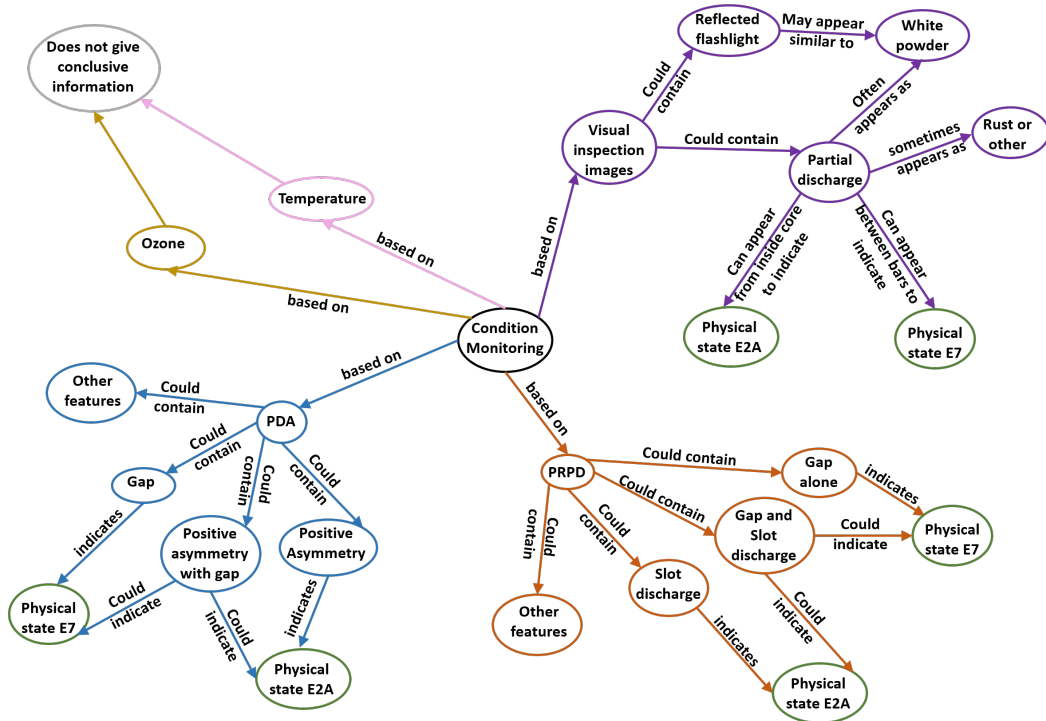 Does not give
conclusive
information
Temperature
Ozone
based on
based on
Reflected
flashlight
May appear
similar to
White
powder
Could
contain
Often
appears as
Visual
inspection
images
Could contain
Partial
discharge
sometimes
appears as
Rust or
other
based on
Can appear
from inside core
to indicate
Can appear
between bars to
indicate
Physical
state E2A
Physical
state E7
Condition
Monitoring
based on
Other
features
Could
contain
PDA
Could
contain
Could
contain
Could
contain
Gap
indicates
Positive
asymmetry
with gap
Positive
Asymmetry
Could
indicate
Could
indicate
indicates
Physical
state E7
Physical
state E2A
based on
PRPD
Could contain
Gap
alone
indicates
Could contain
Gap and
Slot
discharge
Could
indicate
Physical
state E7
Could
contain
Could
contain
Slot
discharge
Other
features
indicates
Could
indicate
Physical
state E2A